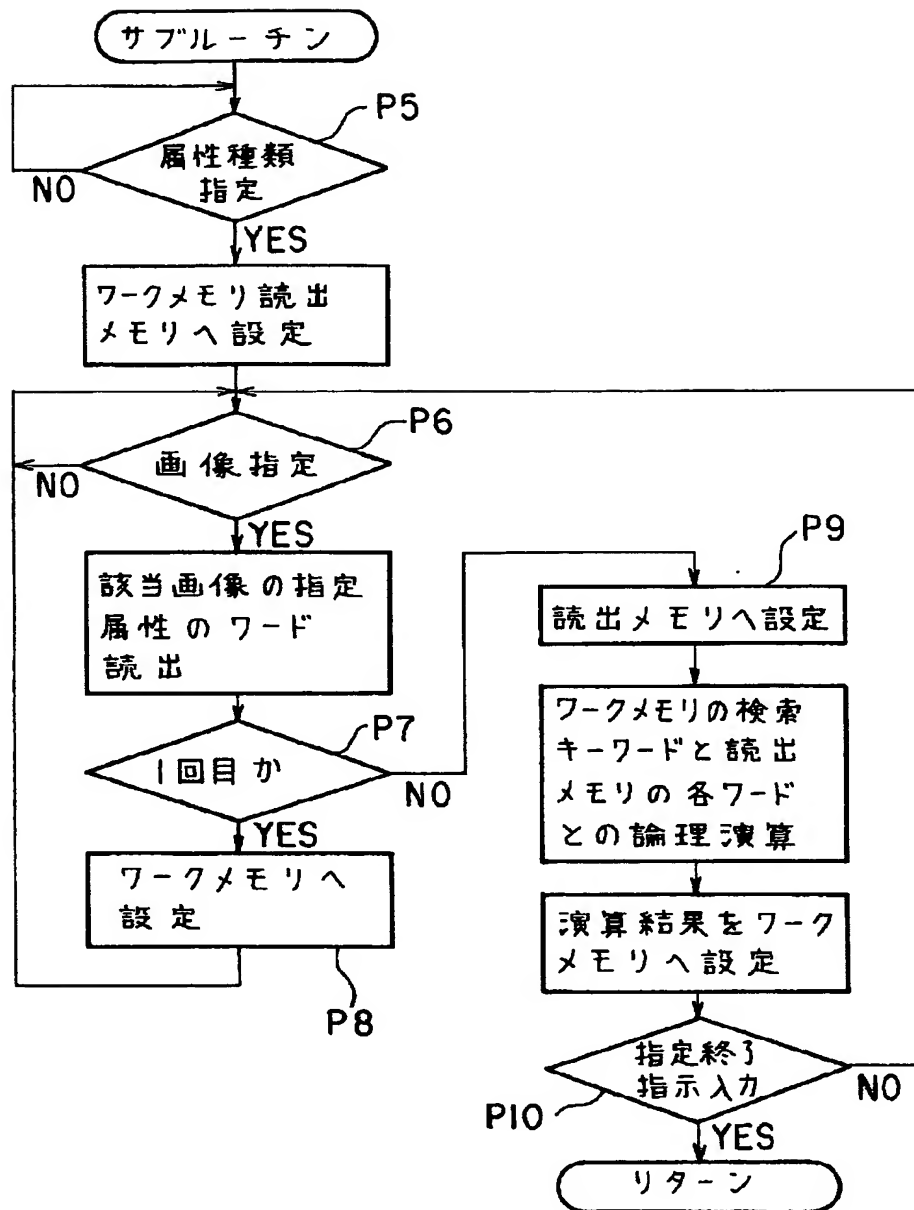 サブルーチン
P5
属性種類
指定
NO
YES
ワークメモリ読出
メモリへ設定
P6
画像指定
NO
YES
該当画像の指定
属性のワード
読出
P7
1回目か
NO
YES
ワークメモリへ
設定
P8
P9
読出メモリへ設定
ワークメモリの検索
キーワードと読出
メモリの各ワード
との論理演算
演算結果をワーク
メモリへ設定
指定終了
指示入力
NO
P10
YES
リターン